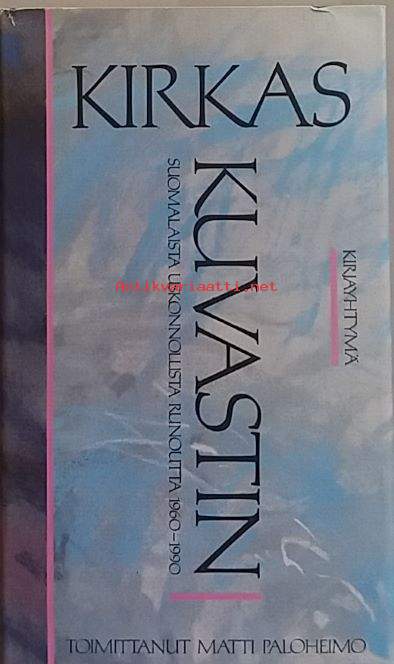 KIRKAS
KUVASTIN
SUOMALAISTA USKONNOLLISTA RUNOUTTA 1960–1990
KIRJAYHTYMÄ
TOIMITTANUT MATTI PALOHEIMO
Antikvariaatti.net